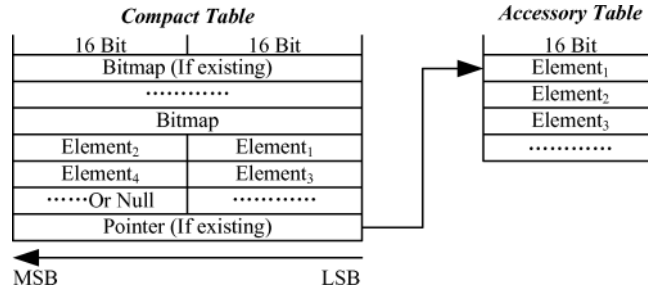 Compact Table
16 Bit 16 Bit
Bitmap (If existing)
…………
Bitmap
Element₂ Element₁
Element₄ Element₃
……Or Null …………
Pointer (If existing)
MSB LSB
Accessory Table
16 Bit
Element₁
Element₂
Element₃
…………